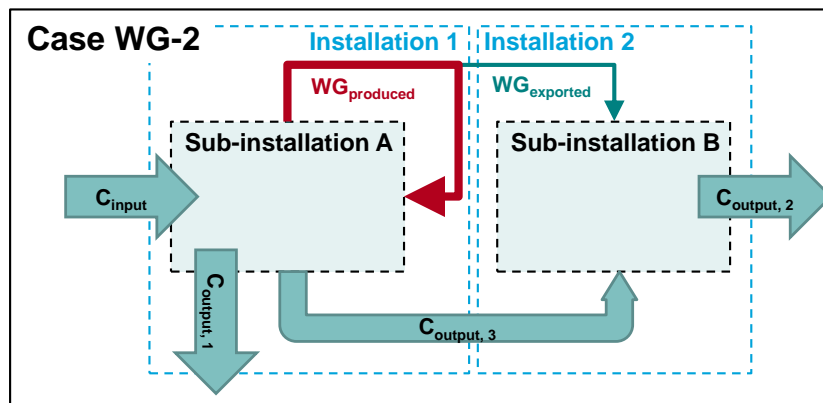 Case WG-2
Installation 1
Installation 2
WGproduced
WGexported
Sub-installation A
Sub-installation B
Cinput
Coutput, 2
Coutput, 1
Coutput, 3